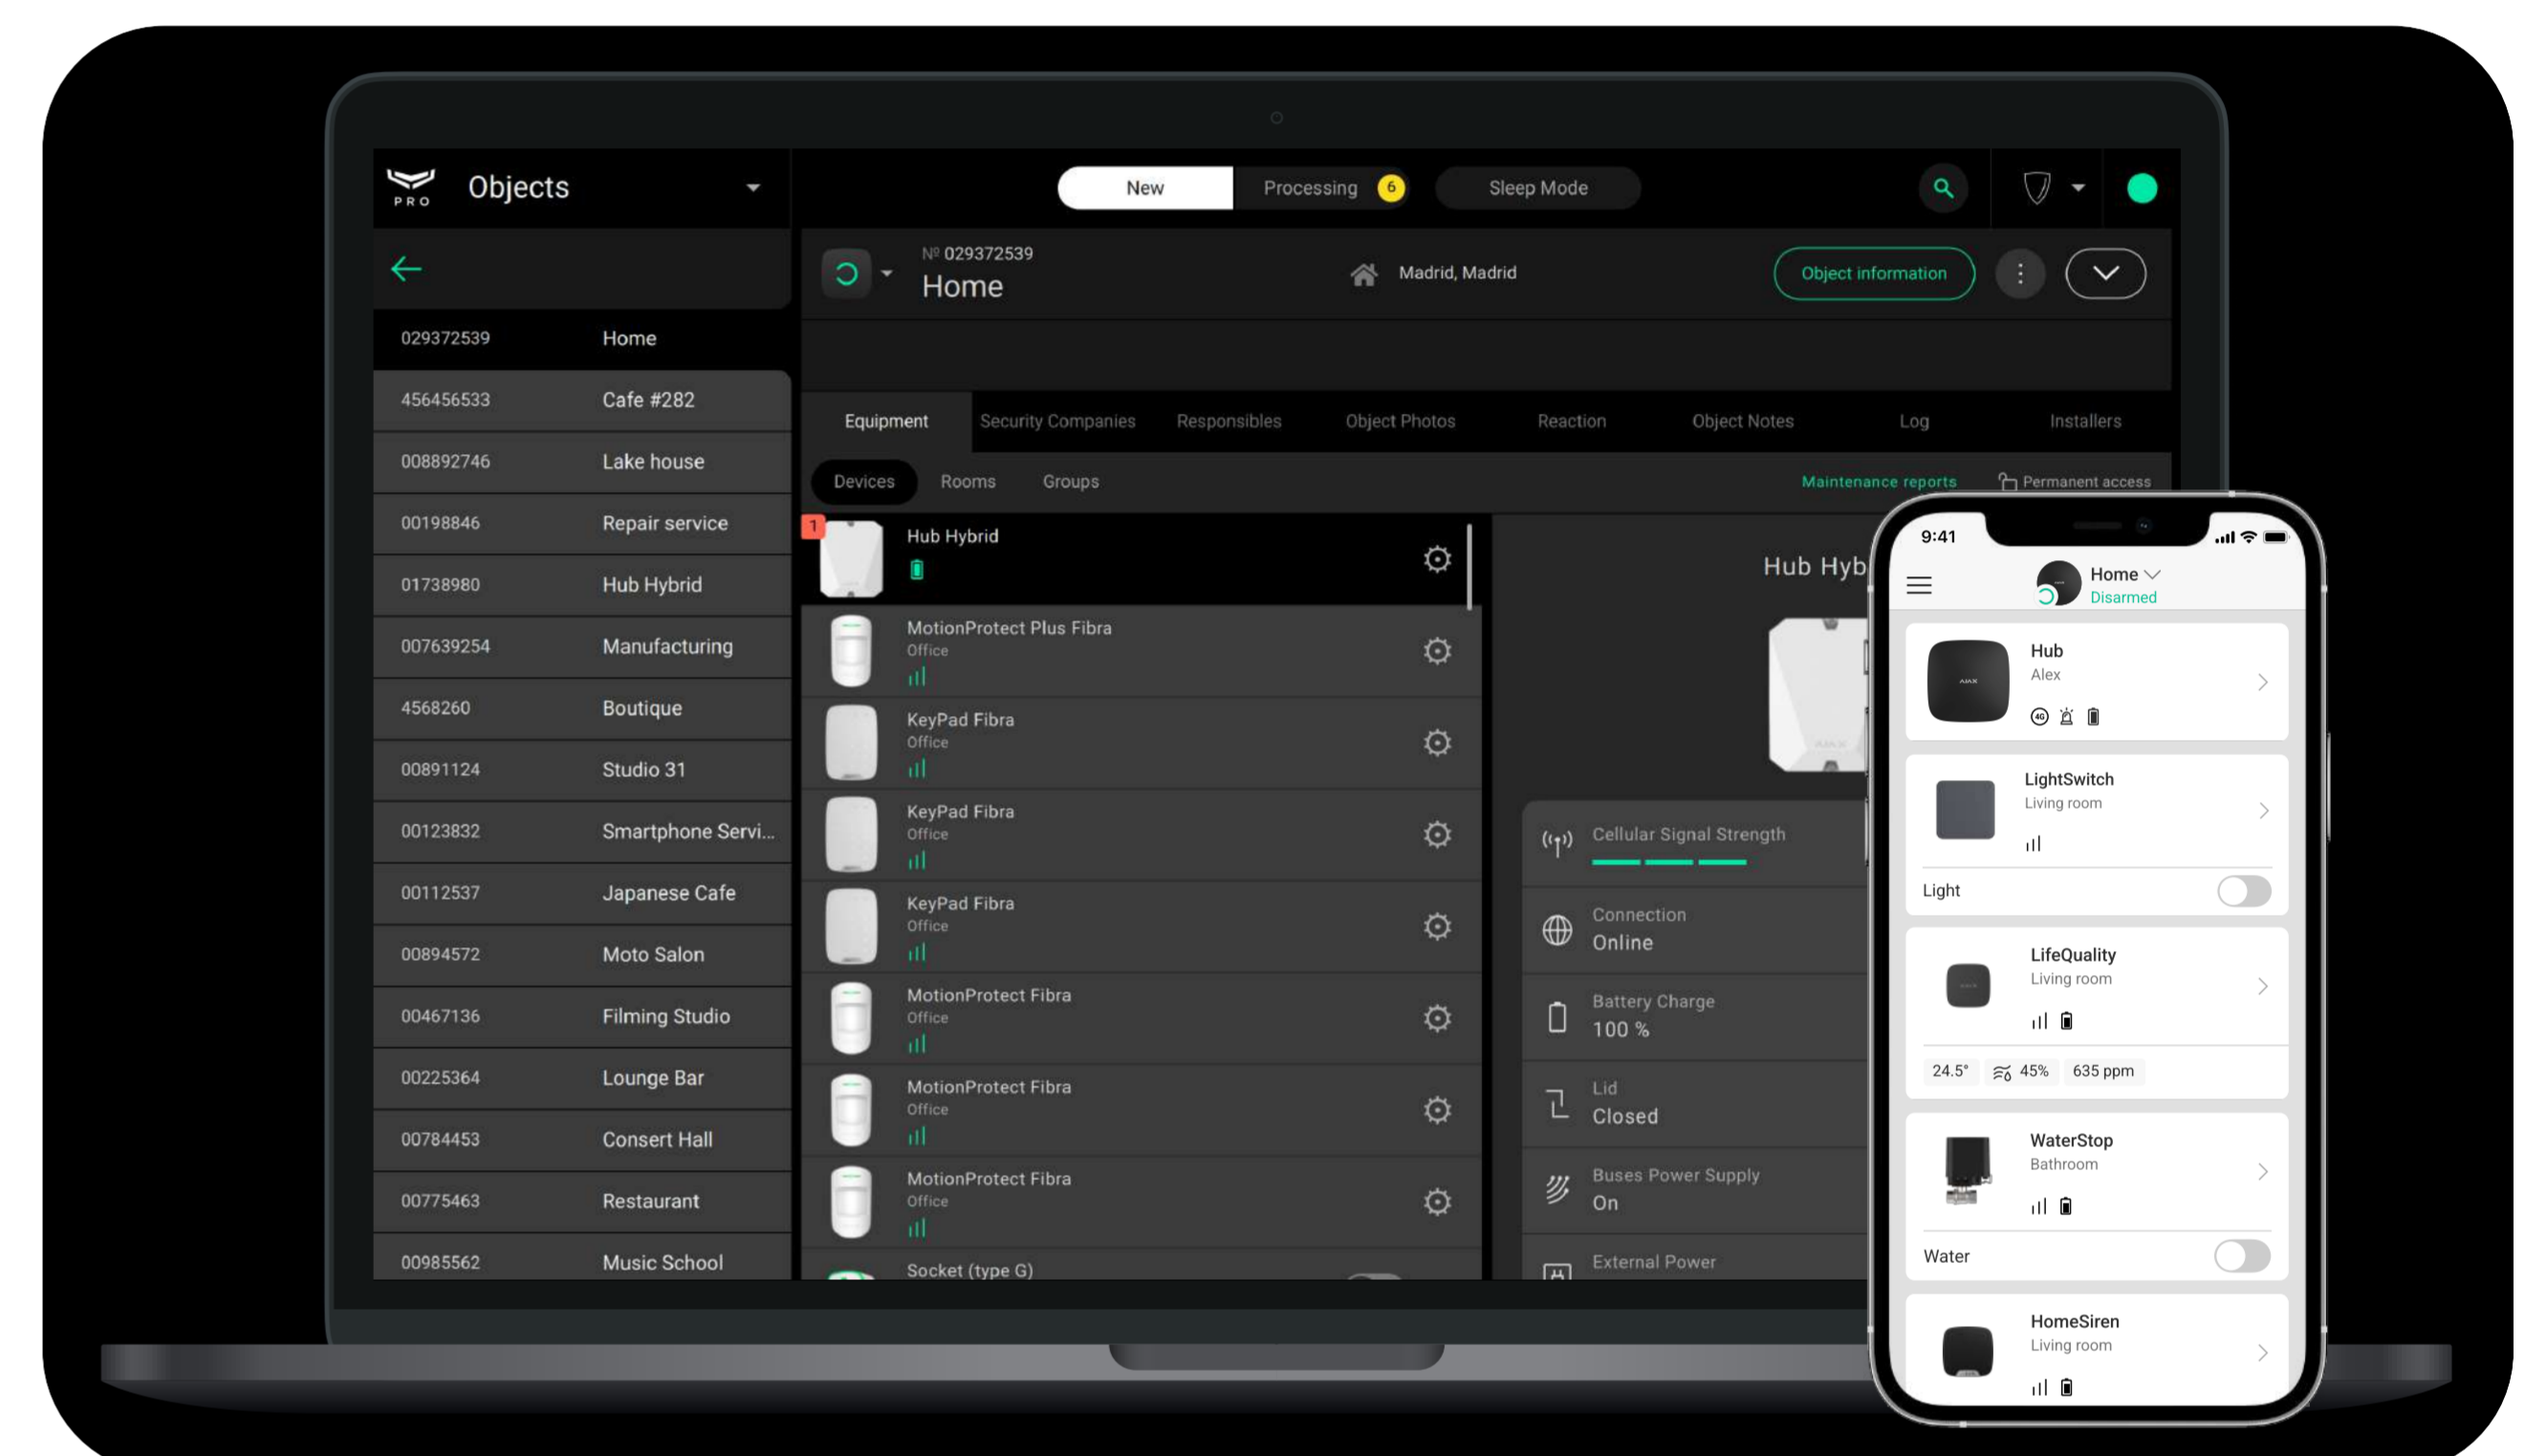 PRO
Objects
New
Processing 6
Sleep Mode
029372539 Home
456456533 Cafe #282
008892746 Lake house
00198846 Repair service
01738980 Hub Hybrid
007639254 Manufacturing
4568260 Boutique
00891124 Studio 31
00123832 Smartphone Servi...
00112537 Japanese Cafe
00894572 Moto Salon
00467136 Filming Studio
00225364 Lounge Bar
00784453 Consert Hall
00775463 Restaurant
00985562 Music School
Nº 029372539
Home
Madrid, Madrid
Object information
Equipment Security Companies Responsibles Object Photos Reaction Object Notes Log Installers
Devices Rooms Groups
Maintenance reports
Permanent access
1
Hub Hybrid
MotionProtect Plus Fibra
Office
KeyPad Fibra
Office
KeyPad Fibra
Office
KeyPad Fibra
Office
MotionProtect Fibra
Office
MotionProtect Fibra
Office
MotionProtect Fibra
Office
Socket (type G)
Hub Hyb
AJAX
Cellular Signal Strength
Connection
Online
Battery Charge
100 %
Lid
Closed
Buses Power Supply
On
External Power
9:41
Home
Disarmed
AJAX
Hub
Alex
4G
LightSwitch
Living room
Light
LifeQuality
Living room
24.5° 45% 635 ppm
WaterStop
Bathroom
Water
HomeSiren
Living room